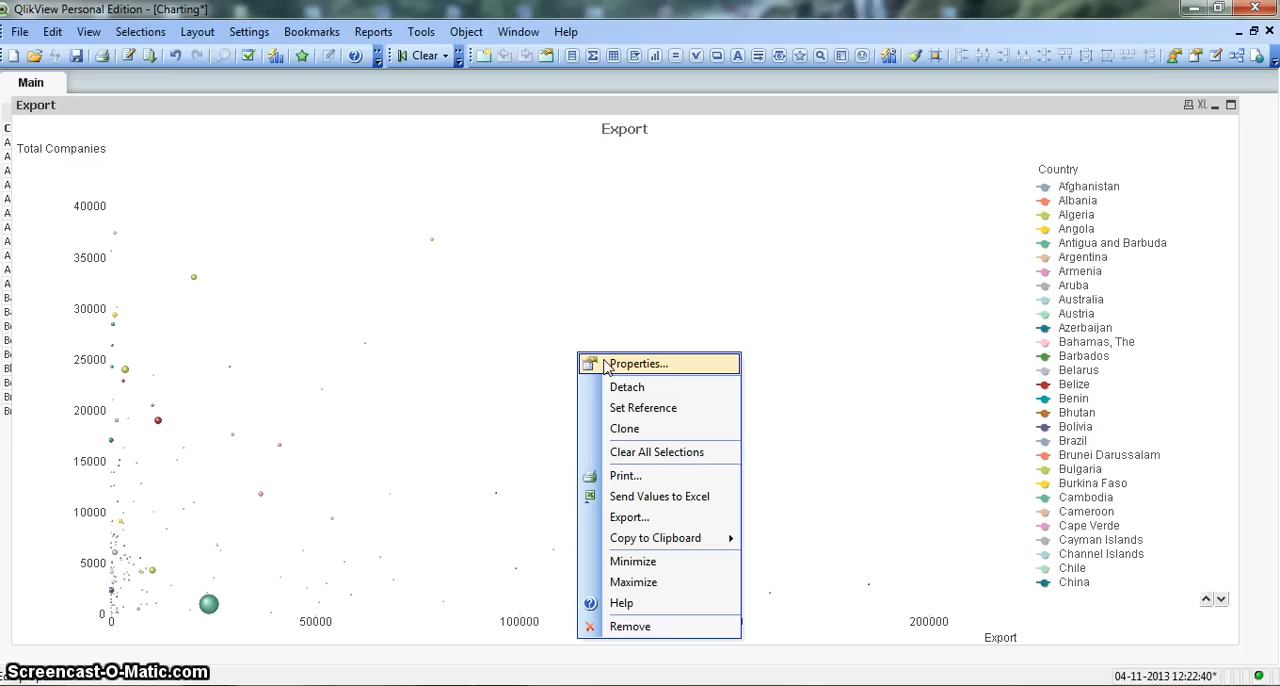 QlikView Personal Edition - [Charting*]
File Edit View Selections Layout Settings Bookmarks Reports Tools Object Window Help
Clear
Main
Export
XL
Export
Total Companies
40000
35000
30000
25000
20000
15000
10000
5000
0
0 50000 100000 200000
Export
Country
Afghanistan
Albania
Algeria
Angola
Antigua and Barbuda
Argentina
Armenia
Aruba
Australia
Austria
Azerbaijan
Bahamas, The
Barbados
Belarus
Belize
Benin
Bhutan
Bolivia
Brazil
Brunei Darussalam
Bulgaria
Burkina Faso
Cambodia
Cameroon
Cape Verde
Cayman Islands
Channel Islands
Chile
China
Properties...
Detach
Set Reference
Clone
Clear All Selections
Print...
Send Values to Excel
Export...
Copy to Clipboard
Minimize
Maximize
Help
Remove
Screencast-O-Matic.com
04-11-2013 12:22:40*